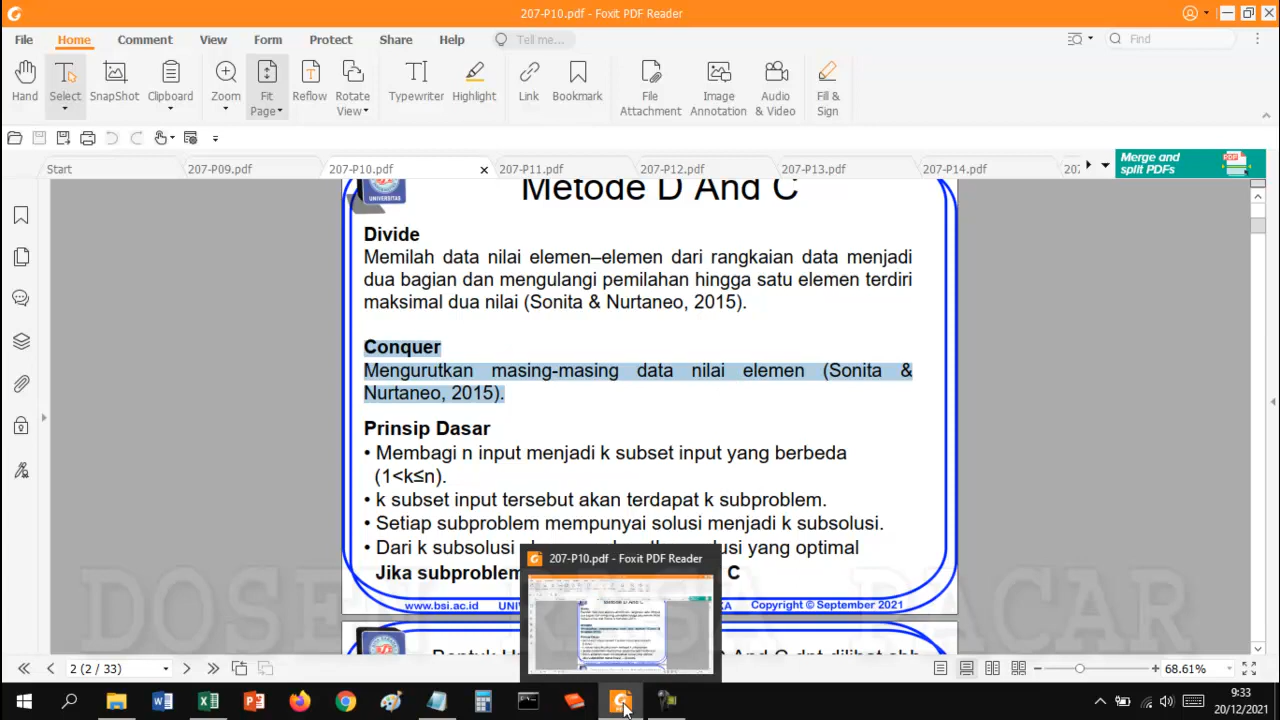 207-P10.pdf - Foxit PDF Reader
File Home Comment View Form Protect Share Help Tell me... Find
Hand Select SnapShot Clipboard Zoom Fit Page Reflow Rotate View Typewriter Highlight Link Bookmark File Attachment Image Annotation Audio & Video Fill & Sign
Start 207-P09.pdf 207-P10.pdf 207-P11.pdf 207-P12.pdf 207-P13.pdf 207-P14.pdf 207
Merge and
split PDFs
UNIVERSITAS
Metode D And C
Divide
Memilah data nilai elemen–elemen dari rangkaian data menjadi
dua bagian dan mengulangi pemilahan hingga satu elemen terdiri
maksimal dua nilai (Sonita & Nurtaneo, 2015).
Conquer
Mengurutkan masing-masing data nilai elemen (Sonita &
Nurtaneo, 2015).
Prinsip Dasar
• Membagi n input menjadi k subset input yang berbeda
(1<k≤n).
• k subset input tersebut akan terdapat k subproblem.
• Setiap subproblem mempunyai solusi menjadi k subsolusi.
• Dari k subsolusi yang optimal
Jika subproblem C
207-P10.pdf - Foxit PDF Reader
www.bsi.ac.id Copyright © September 2021
2 (2 / 33) 68.61%
9:33
20/12/2021